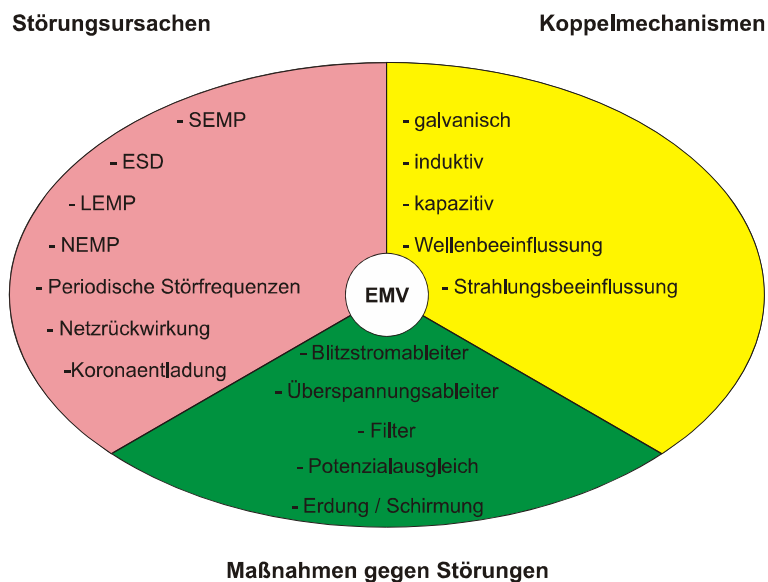 Störungsursachen
- SEMP
- ESD
- LEMP
- NEMP
- Periodische Störfrequenzen
- Netzrückwirkung
-Koronaentladung
Koppelmechanismen
- galvanisch
- induktiv
- kapazitiv
- Wellenbeeinflussung
- Strahlungsbeeinflussung
EMV
- Blitzstromableiter
- Überspannungsableiter
- Filter
- Potenzialausgleich
- Erdung / Schirmung
Maßnahmen gegen Störungen